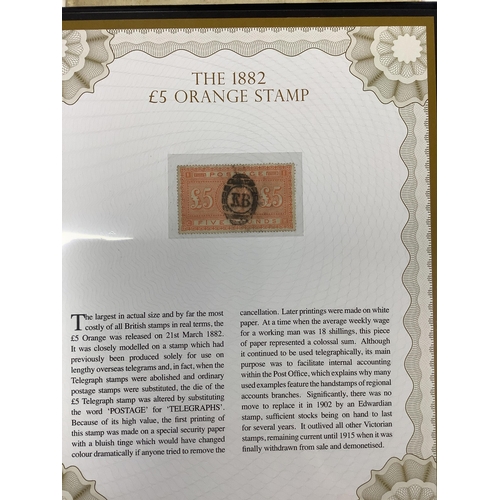 THE 1882
£5 ORANGE STAMP
POSTAGE
£5 RB £5
FIVE
The largest in actual size and by far the most
costly of all British stamps in real terms, the
£5 Orange was released on 21st March 1882.
It was closely modelled on a stamp which had
previously been produced solely for use on
lengthy overseas telegrams and, in fact, when the
Telegraph stamps were abolished and ordinary
postage stamps were substituted, the die of the
£5 Telegraph stamp was altered by substituting
the word 'POSTAGE' for 'TELEGRAPHS'.
Because of its high value, the first printing of
this stamp was made on a special security paper
with a bluish tinge which would have changed
colour dramatically if anyone tried to remove the
cancellation. Later printings were made on white
paper. At a time when the average weekly wage
for a working man was 18 shillings, this piece
of paper represented a colossal sum. Although
it continued to be used telegraphically, its main
purpose was to facilitate internal accounting
within the Post Office, which explains why many
used examples feature the handstamps of regional
accounts branches. Significantly, there was no
move to replace it in 1902 by an Edwardian
stamp, sufficient stocks being on hand to last
for several years. It outlived all other Victorian
stamps, remaining current until 1915 when it was
finally withdrawn from sale and demonetised.